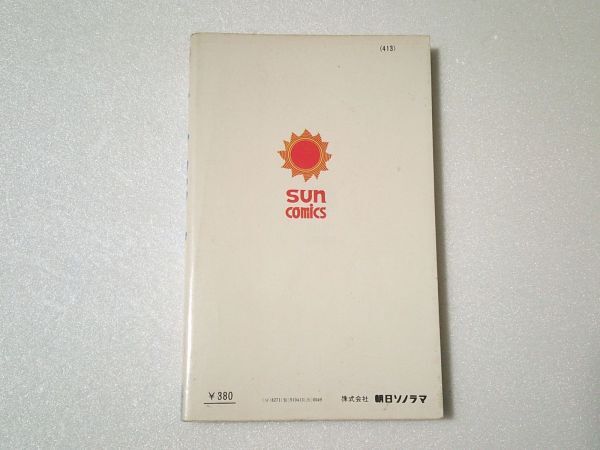 (413)
sun
comics
¥380
株式会社 朝日ソノラマ